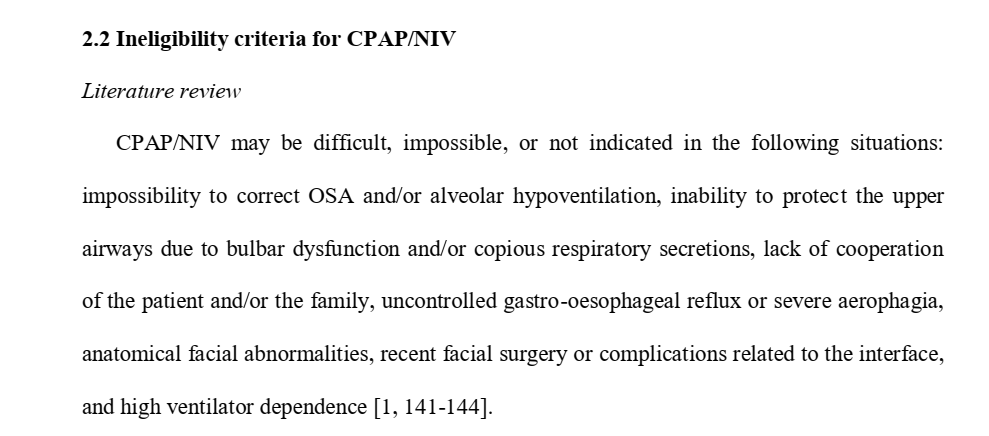 2.2 Ineligibility criteria for CPAP/NIV
Literature review
CPAP/NIV may be difficult, impossible, or not indicated in the following situations:
impossibility to correct OSA and/or alveolar hypoventilation, inability to protect the upper
airways due to bulbar dysfunction and/or copious respiratory secretions, lack of cooperation
of the patient and/or the family, uncontrolled gastro-oesophageal reflux or severe aerophagia,
anatomical facial abnormalities, recent facial surgery or complications related to the interface,
and high ventilator dependence [1, 141-144].